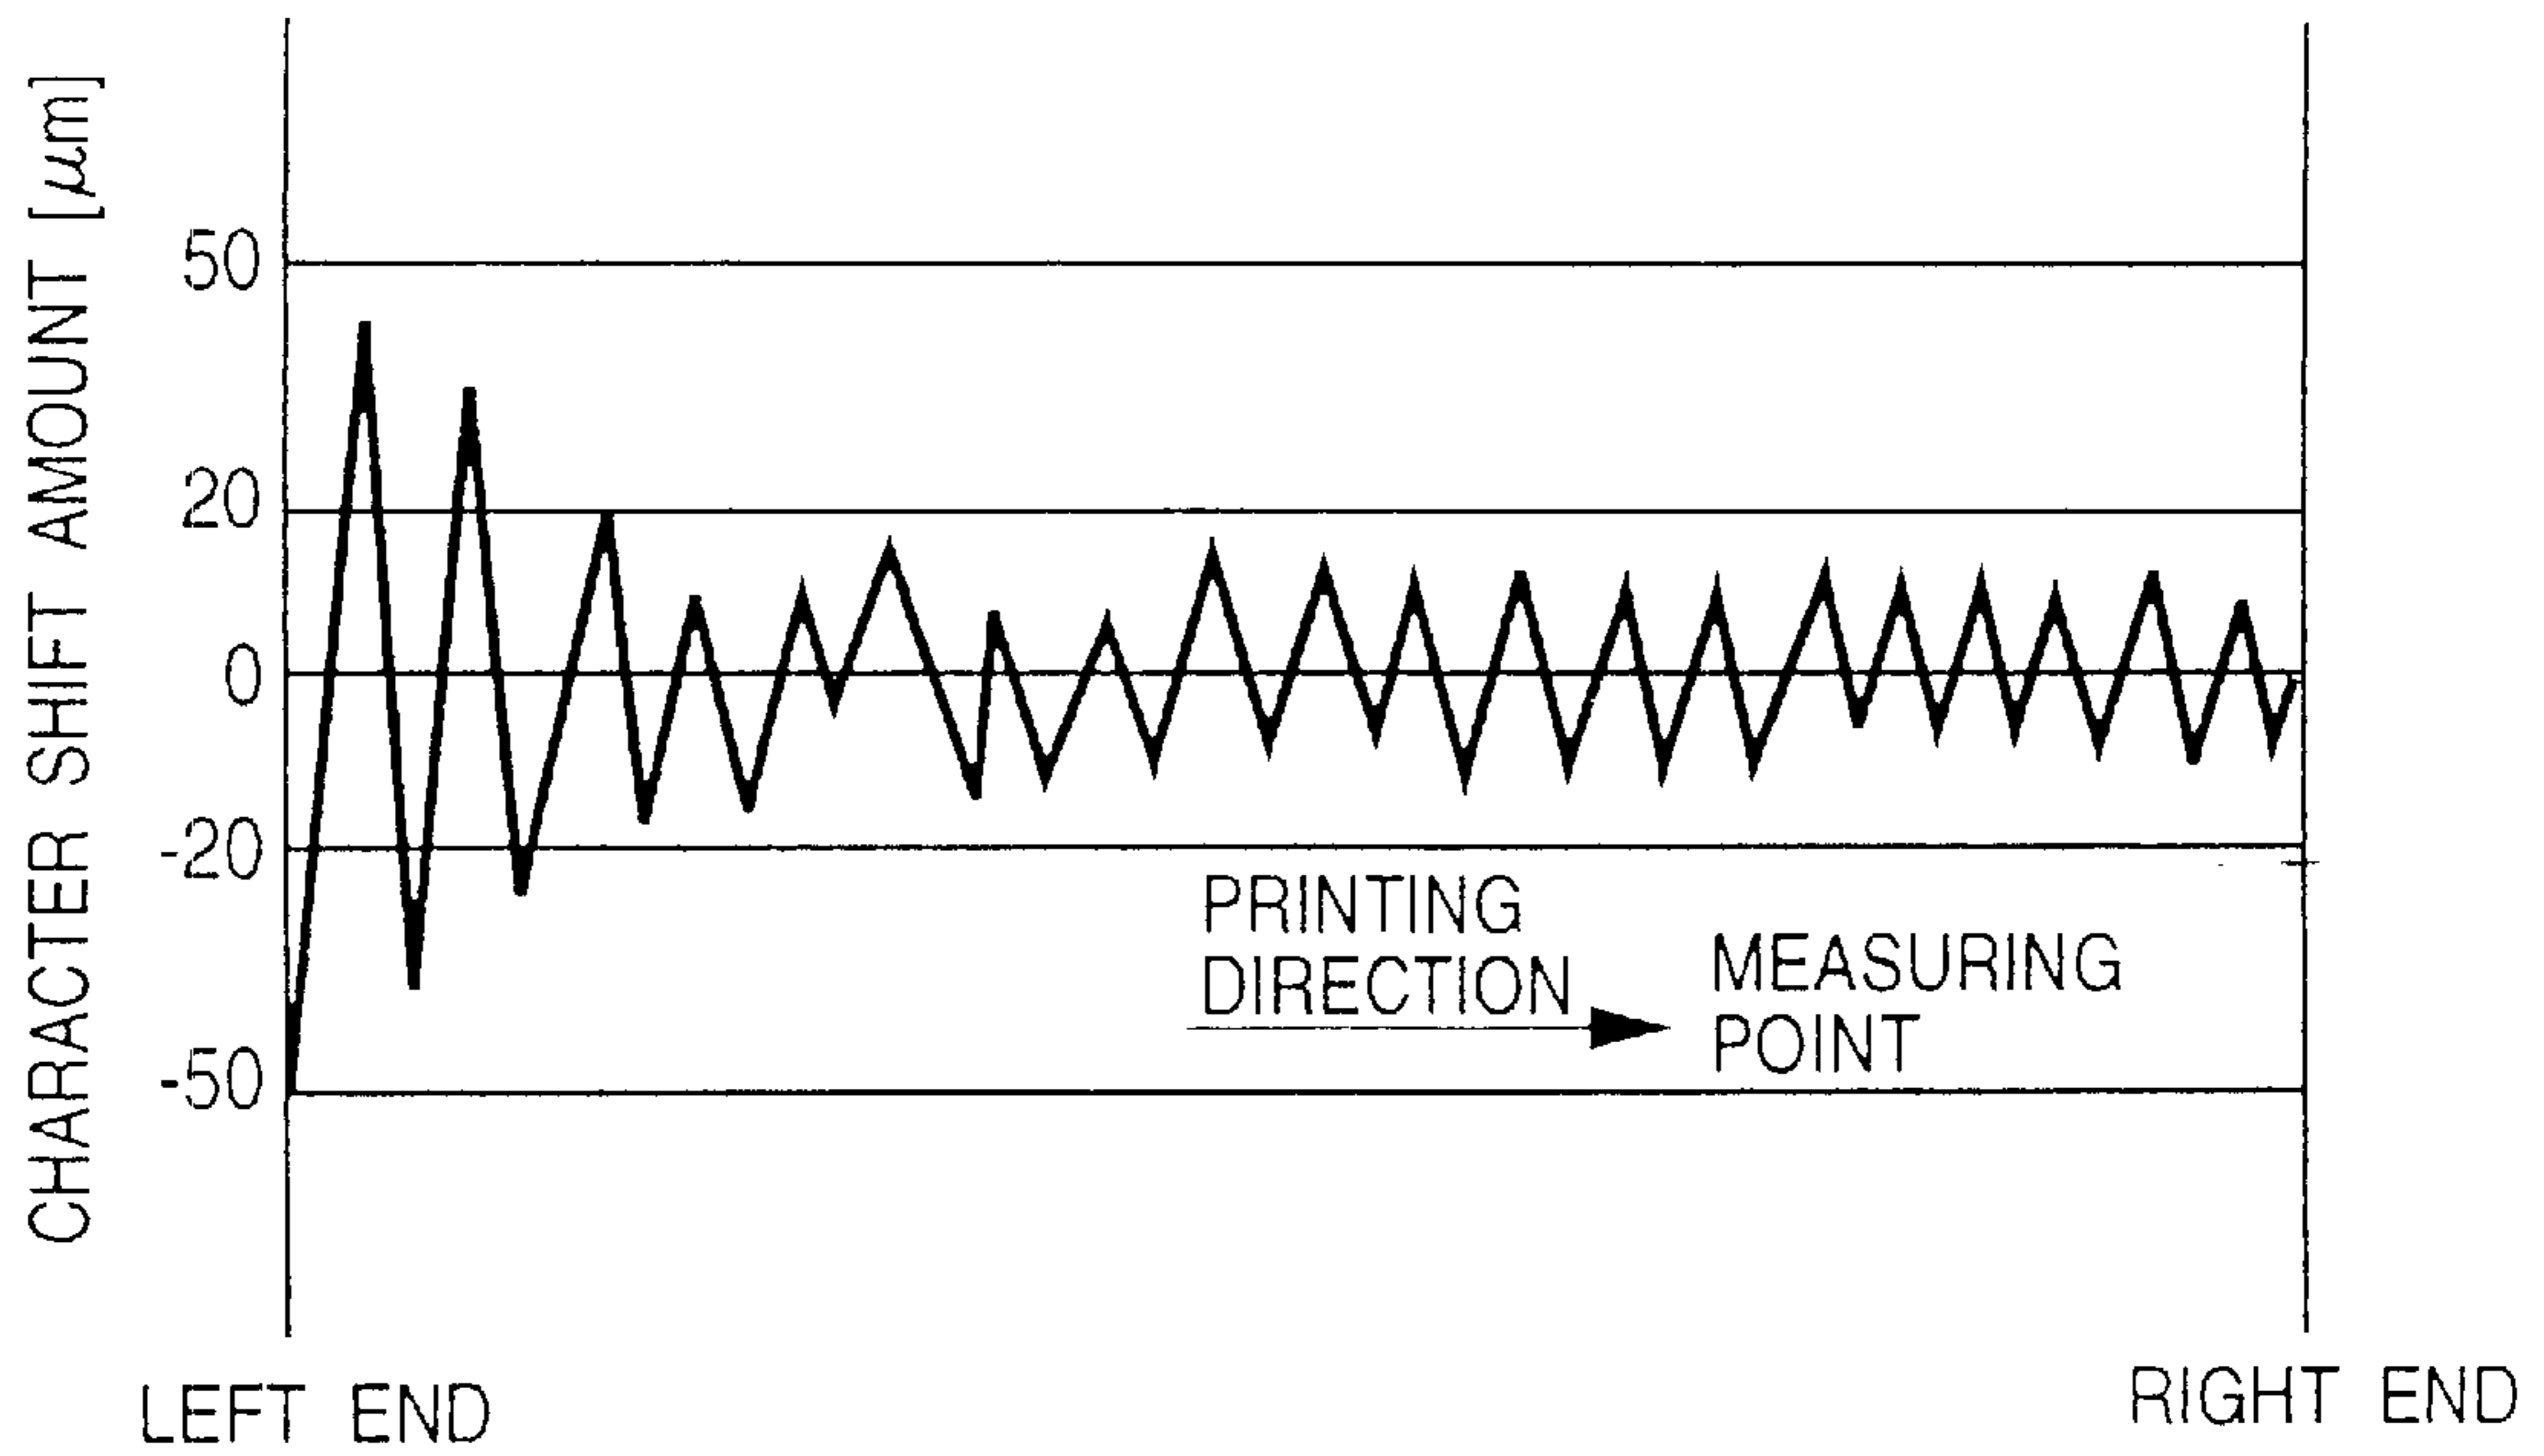 CHARACTER SHIFT AMOUNT [μm]
50
20
0
-20
-50
PRINTING
DIRECTION
MEASURING
POINT
LEFT END
RIGHT END